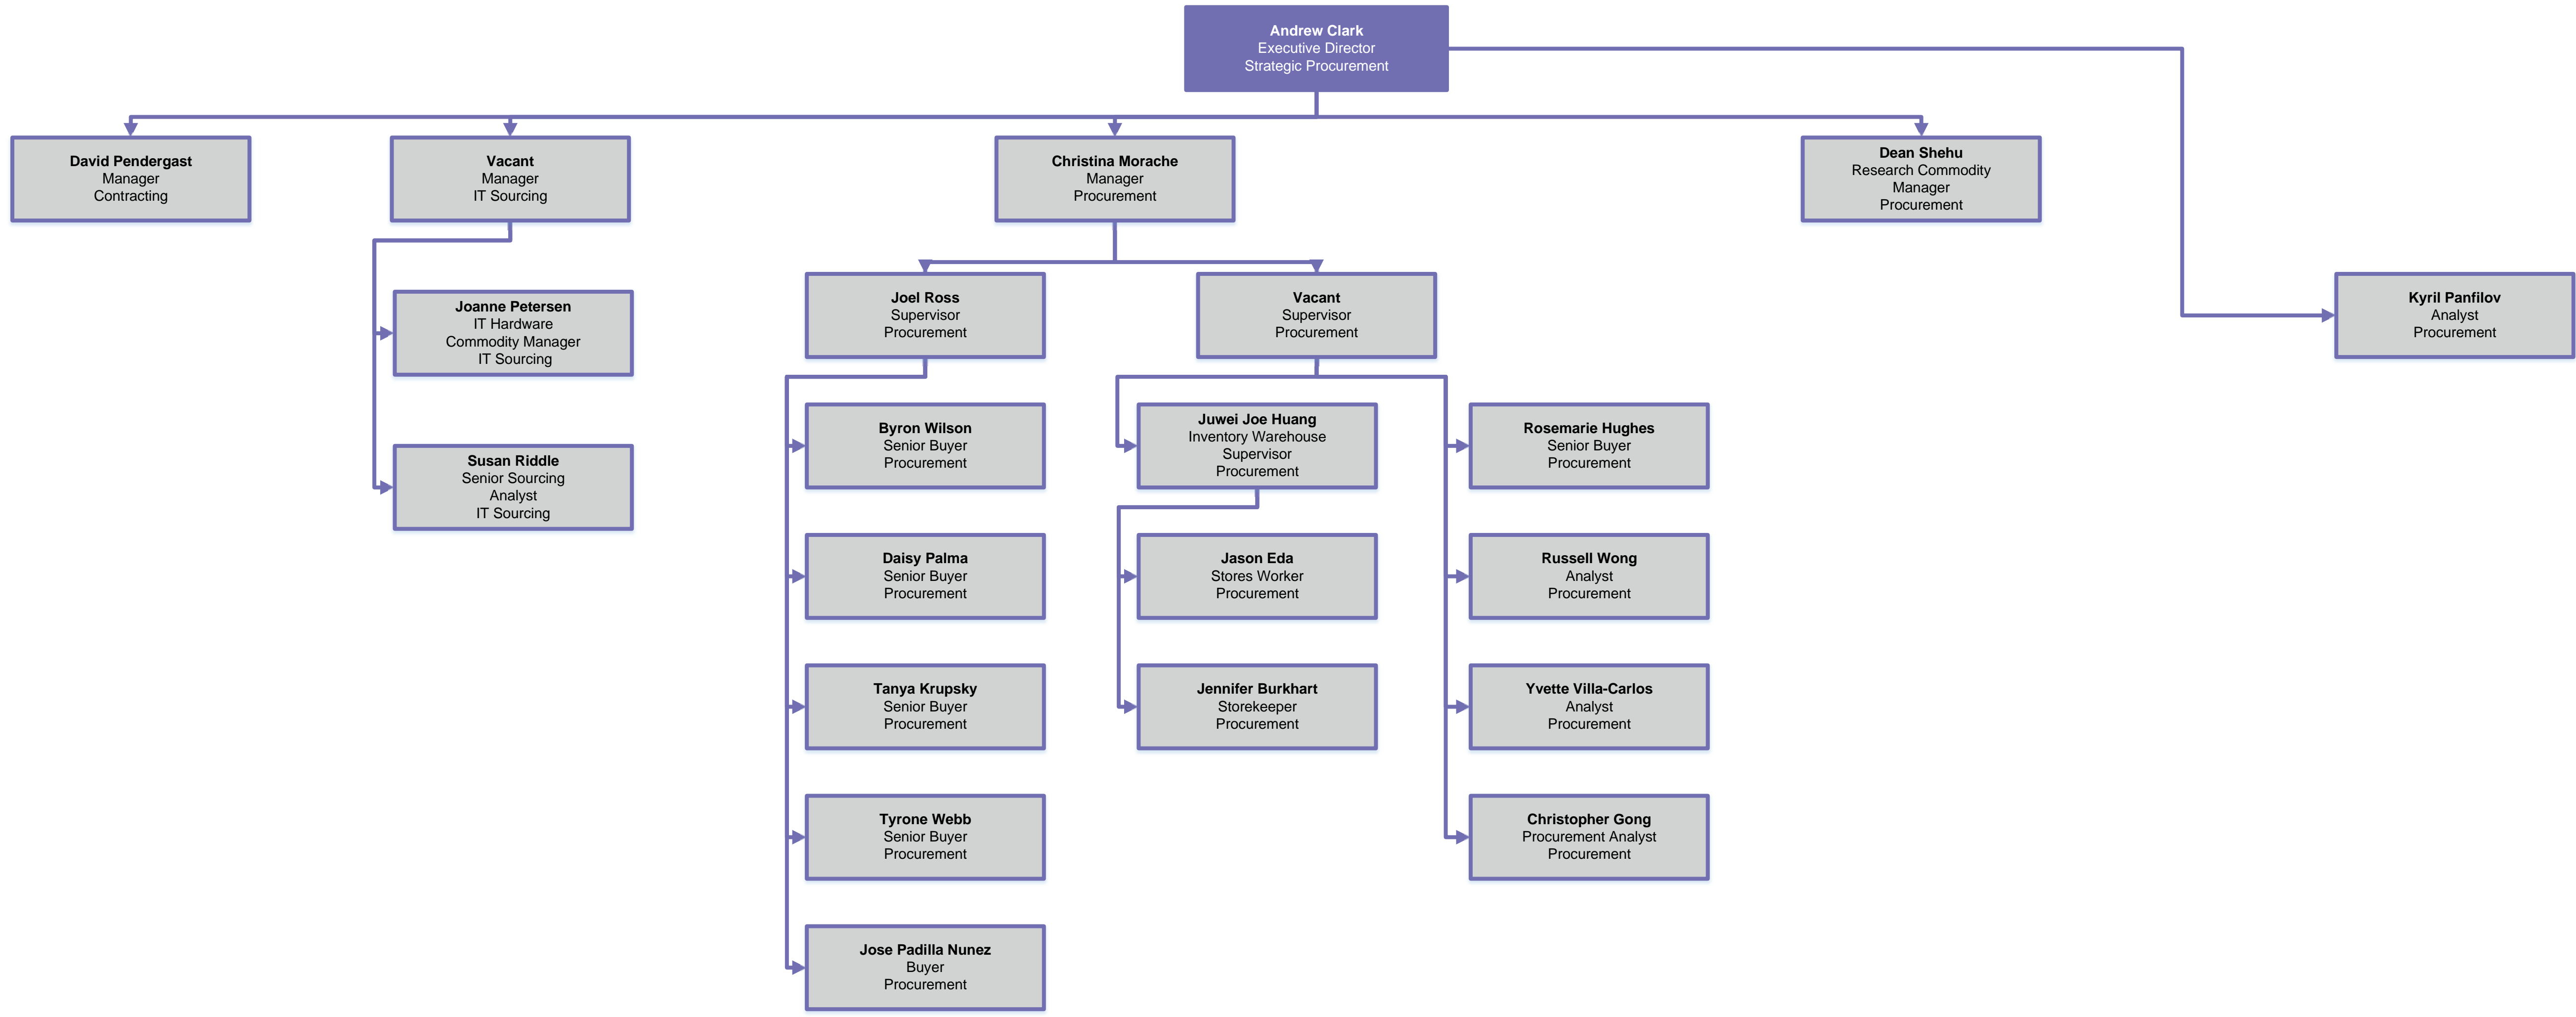 Andrew Clark
Executive Director
Strategic Procurement
David Pendergast
Manager
Contracting
Vacant
Manager
IT Sourcing
Christina Morache
Manager
Procurement
Dean Shehu
Research Commodity
Manager
Procurement
Joanne Petersen
IT Hardware
Commodity Manager
IT Sourcing
Susan Riddle
Senior Sourcing
Analyst
IT Sourcing
Joel Ross
Supervisor
Procurement
Vacant
Supervisor
Procurement
Kyril Panfilov
Analyst
Procurement
Byron Wilson
Senior Buyer
Procurement
Daisy Palma
Senior Buyer
Procurement
Tanya Krupsky
Senior Buyer
Procurement
Tyrone Webb
Senior Buyer
Procurement
Jose Padilla Nunez
Buyer
Procurement
Juwei Joe Huang
Inventory Warehouse
Supervisor
Procurement
Jason Eda
Stores Worker
Procurement
Jennifer Burkhart
Storekeeper
Procurement
Rosemarie Hughes
Senior Buyer
Procurement
Russell Wong
Analyst
Procurement
Yvette Villa-Carlos
Analyst
Procurement
Christopher Gong
Procurement Analyst
Procurement